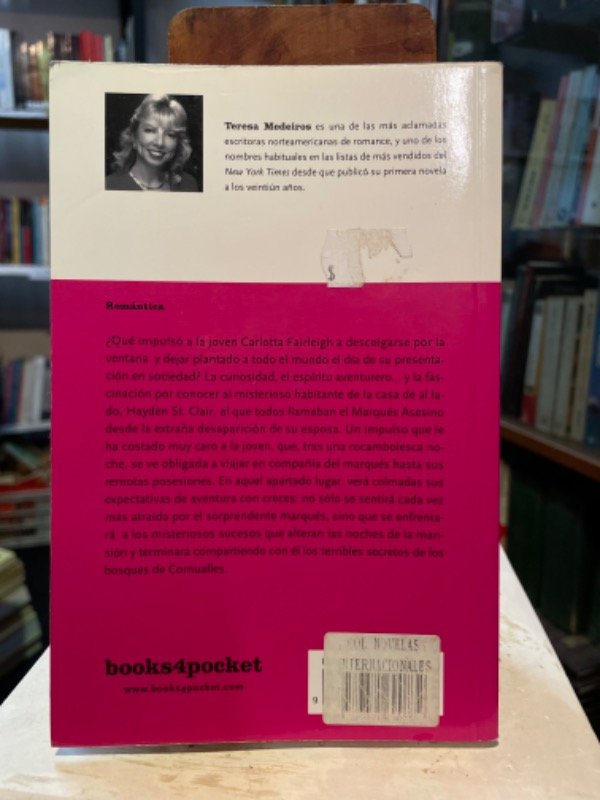 Teresa Medeiros es una de las más aclamadas
escritoras norteamericanas de romance, y uno de los
nombres habituales en las listas de más vendidos del
New York Times desde que publicó su primera novela
a los veintiún años.
$
Romántica
¿Qué impulso a la joven Carlotta Fairleigh a descolgarse por la
ventana y dejar plantado a todo el mundo el día de su presenta-
ción en sociedad? La curiosidad, el espíritu aventurero... y la fas-
cinación por conocer al misterioso habitante de la casa de al la-
do, Hayden St. Clair, al que todos llamaban el Marqués Asesino
desde la extraña desaparición de su esposa. Un impulso que le
ha costado muy caro a la joven, que, tras una rocambolesca no-
che, se ve obligada a viajar en compañía del marqués hasta sus
remotas posesiones. En aquel apartado lugar, verá colmadas sus
expectativas de aventura con creces: no sólo se sentirá cada vez
más atraída por el sorprendente marqués, sino que se enfrenta-
rá a los misteriosos sucesos que alteran las noches de la man-
sión y terminará compartiendo con él los terribles secretos de los
bosques de Cornualles.
books4pocket
www.books4pocket.com
COL NOVELAS
INTERNACIONALES
9